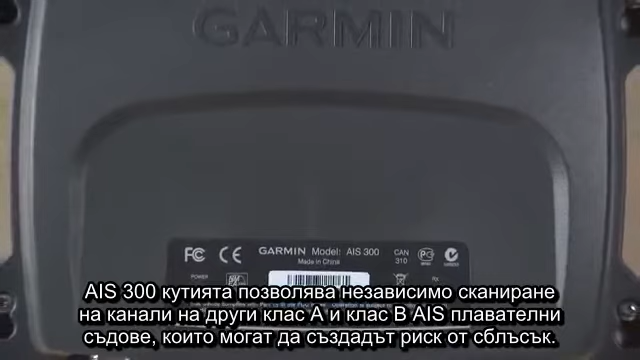 GARMIN
FC CE GARMIN Model: AIS 300 CAN 310
Made in China
POWER
AIS 300 кутията позволява независимо сканиране
на канали на други клас А и клас В AIS плавателни
съдове, които могат да създадът риск от сблъсък.